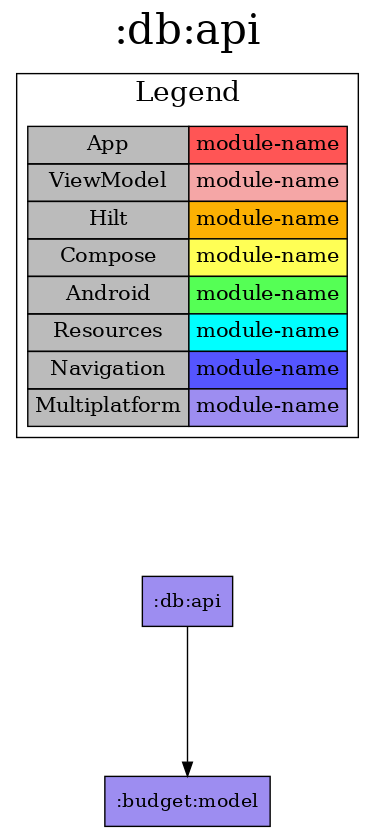 :db:api
Legend
App module-name
ViewModel module-name
Hilt module-name
Compose module-name
Android module-name
Resources module-name
Navigation module-name
Multiplatform module-name
:db:api
:budget:model